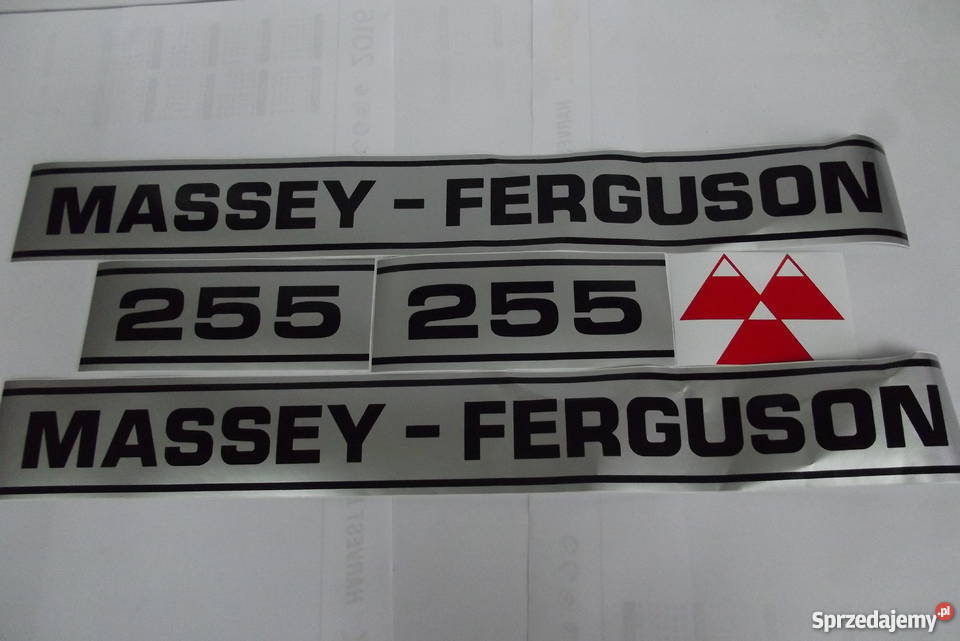 MASSEY - FERGUSON
255 255
MASSEY - FERGUSON
Sprzedajemy.pl